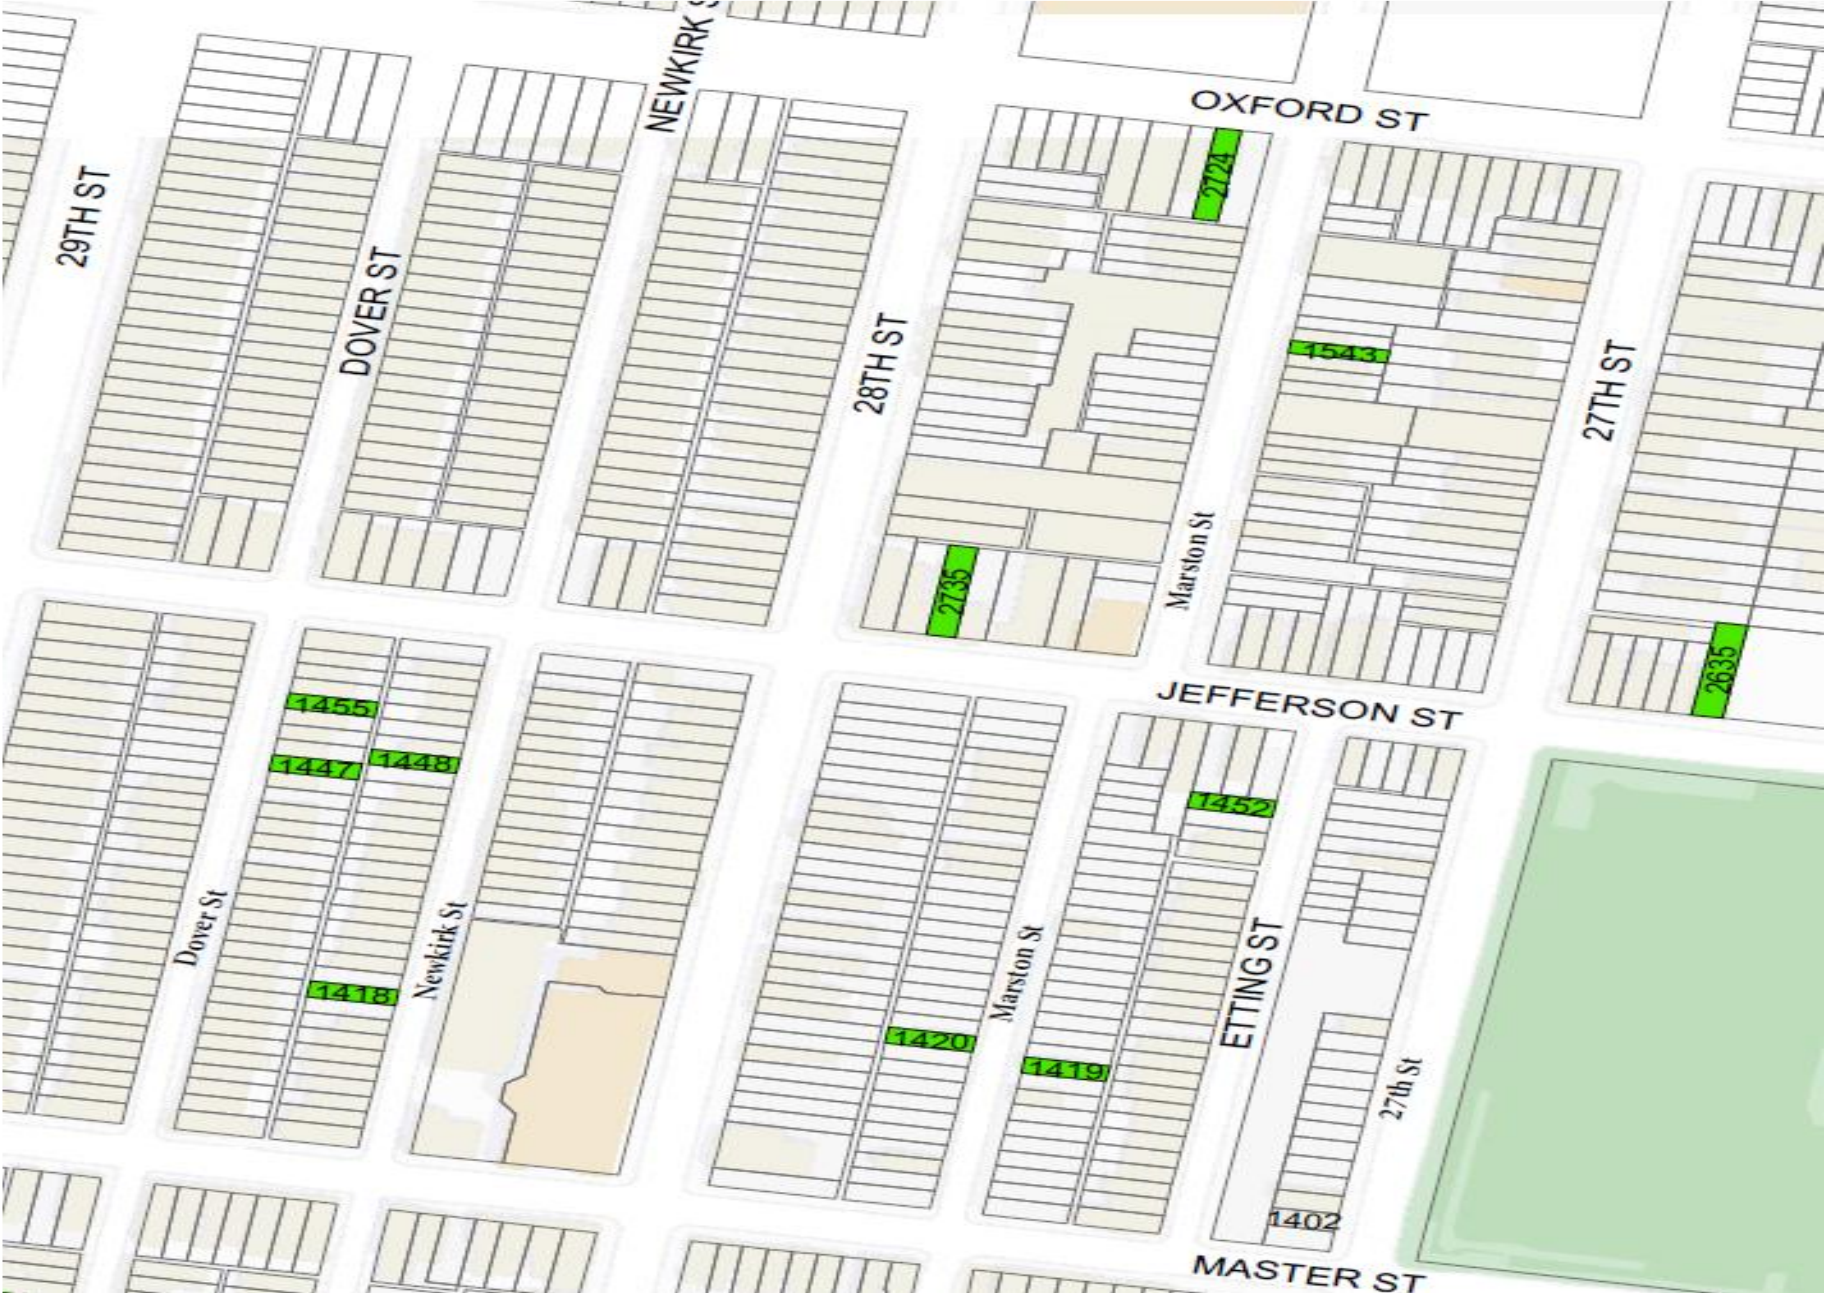 NEWKIRK S
OXFORD ST
2724
29TH ST
DOVER ST
28TH ST
1543
27TH ST
Marston St
2735
2635
JEFFERSON ST
1455
1447
1448
1452
Dover St
Newkirk St
Marston St
ETTING ST
1418
1420
1419
27th St
1402
MASTER ST